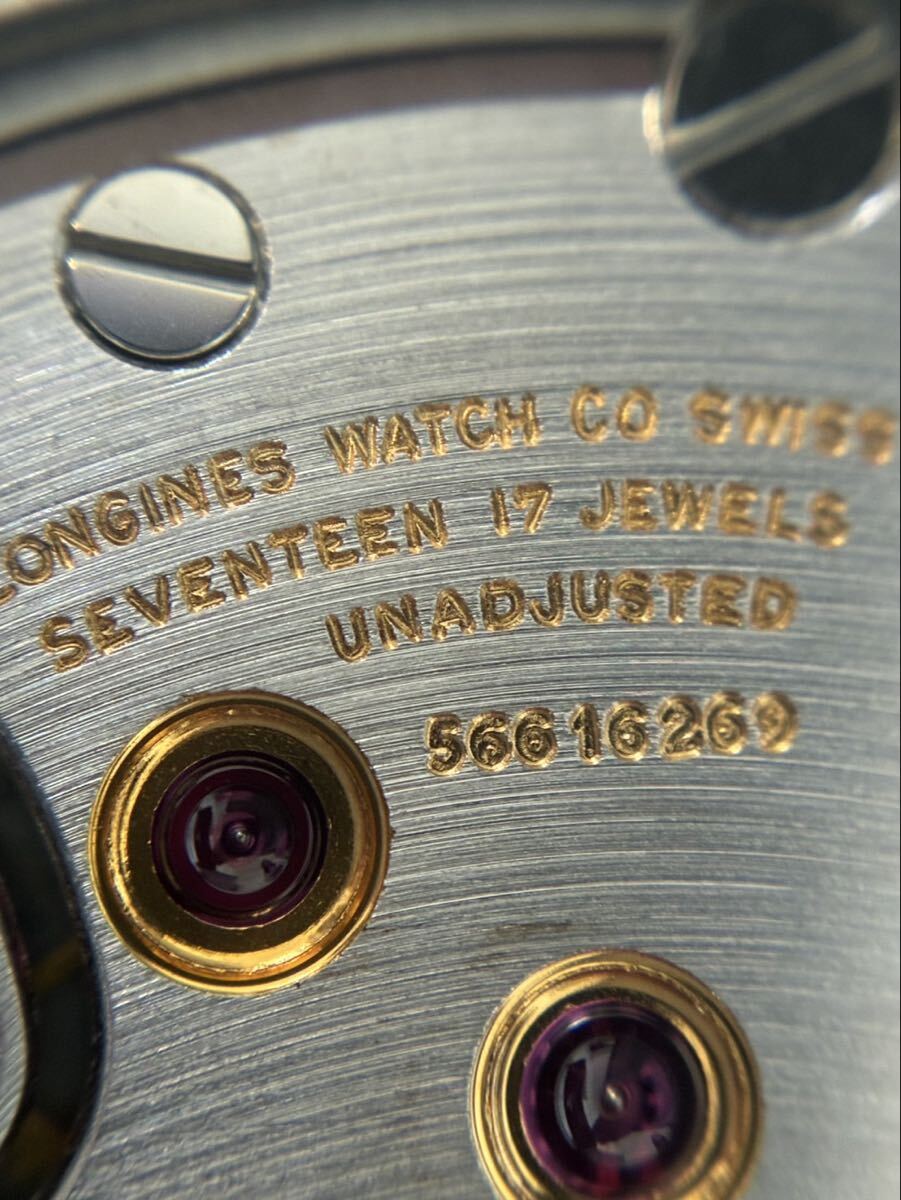 LONGINES WATCH CO SWISS
SEVENTEEN 17 JEWELS
UNADJUSTED
56616269